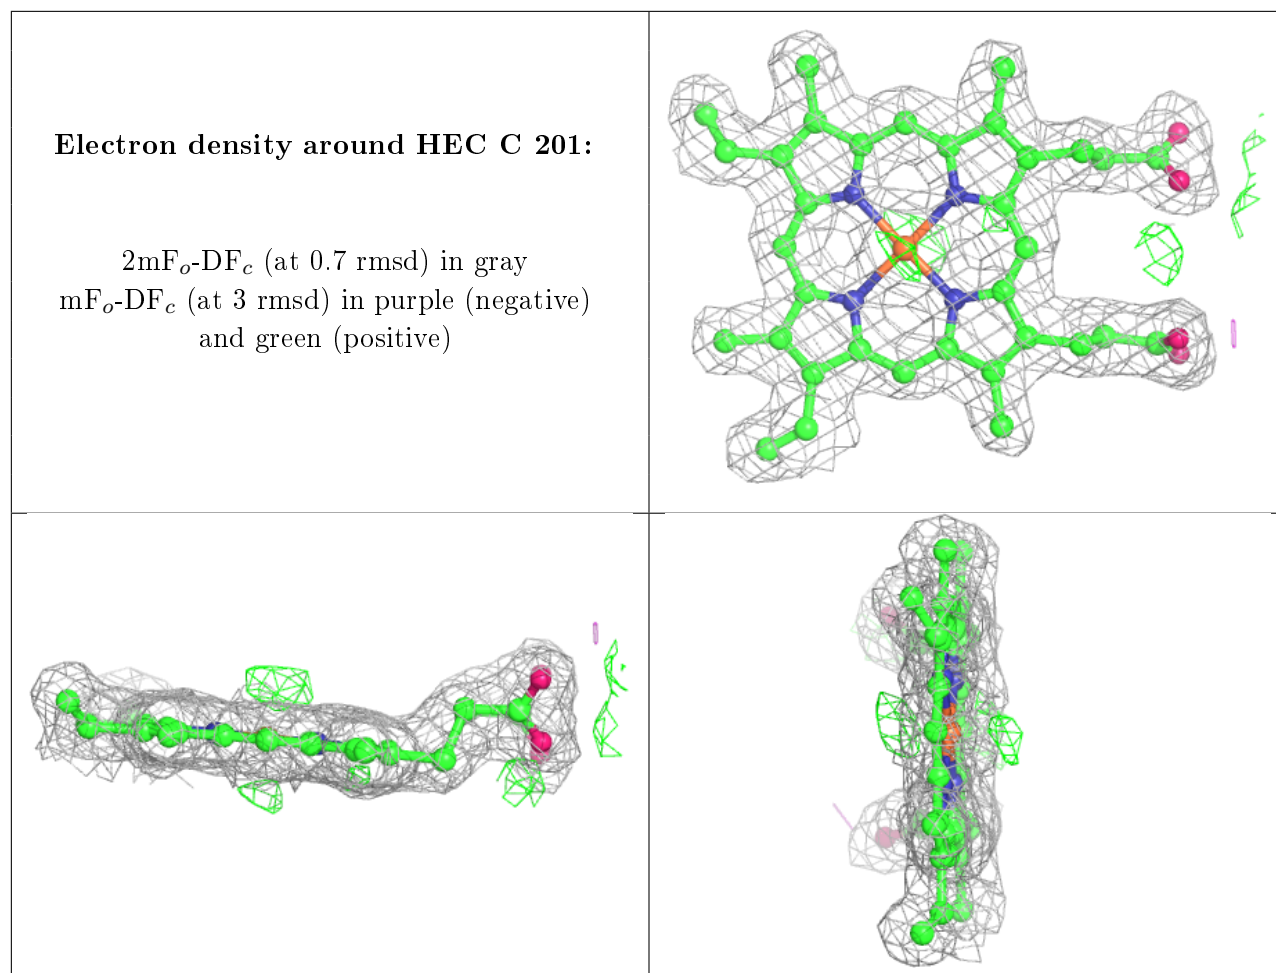 Electron density around HEC C 201:
2mFₒ-DF𝒸 (at 0.7 rmsd) in gray
mFₒ-DF𝒸 (at 3 rmsd) in purple (negative)
and green (positive)